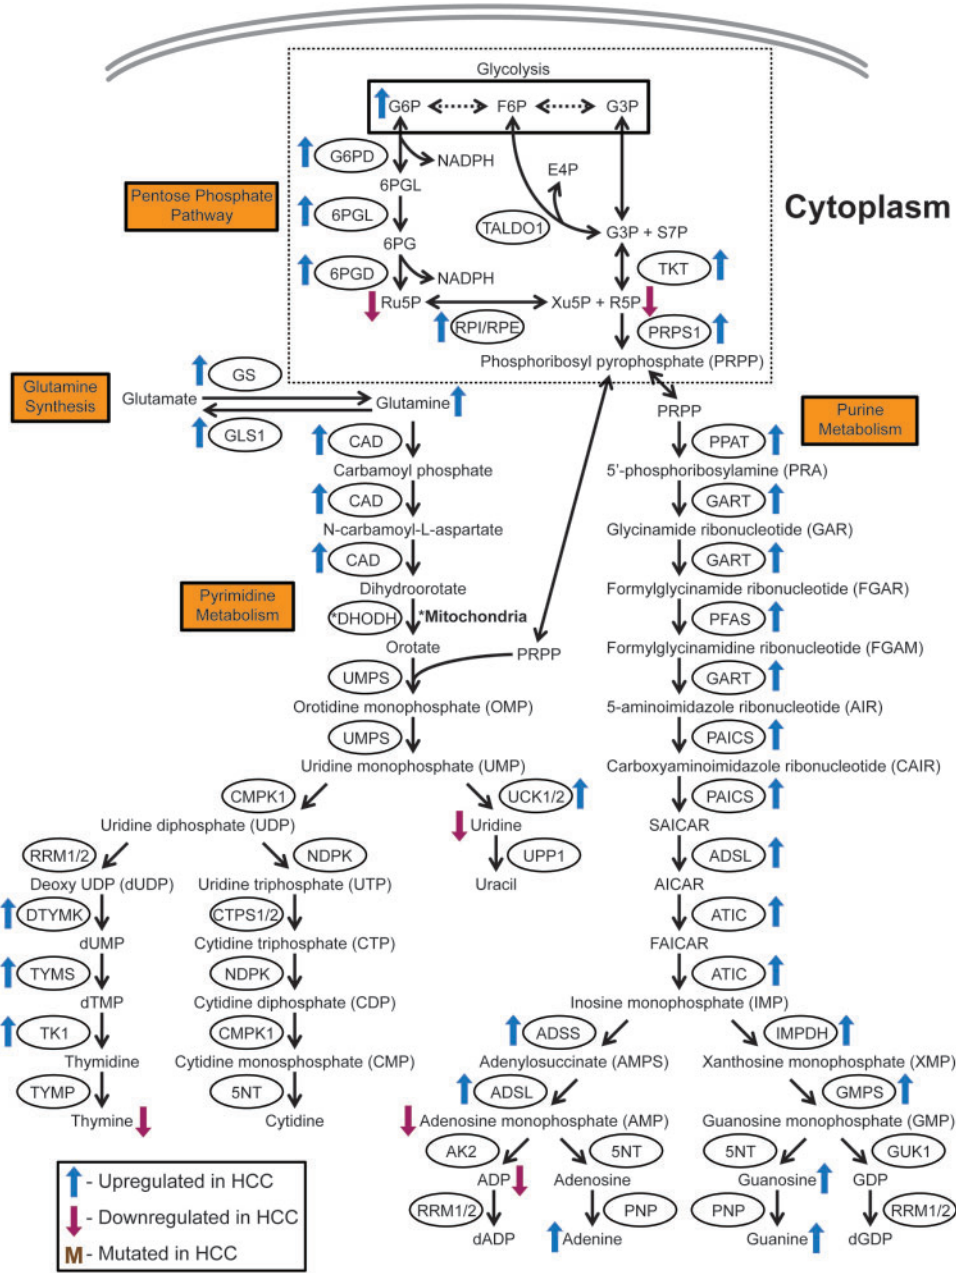 Glycolysis
G6P
F6P
G3P
G6PD
NADPH
E4P
6PGL
Pentose Phosphate
Pathway
Cytoplasm
6PGL
TALDO1
G3P + S7P
6PG
6PGD
NADPH
TKT
Ru5P
Xu5P + R5P
RPI/RPE
PRPS1
Phosphoribosyl pyrophosphate (PRPP)
GS
Glutamine
Synthesis
Glutamate
Glutamine
GLS1
PRPP
Purine
Metabolism
CAD
PPAT
Carbamoyl phosphate
5'-phosphoribosylamine (PRA)
CAD
GART
N-carbamoyl-L-aspartate
Glycinamide ribonucleotide (GAR)
CAD
GART
Dihydroorotate
Formylglycinamide ribonucleotide (FGAR)
Pyrimidine
Metabolism
*DHODH
*Mitochondria
PFAS
Orotate
PRPP
Formylglycinamidine ribonucleotide (FGAM)
UMPS
GART
Orotidine monophosphate (OMP)
5-aminoimidazole ribonucleotide (AIR)
UMPS
PAICS
Uridine monophosphate (UMP)
Carboxyaminoimidazole ribonucleotide (CAIR)
CMPK1
UCK1/2
PAICS
Uridine diphosphate (UDP)
Uridine
SAICAR
RRM1/2
NDPK
UPP1
ADSL
Deoxy UDP (dUDP)
Uridine triphosphate (UTP)
Uracil
AICAR
DTYMK
CTPS1/2
ATIC
dUMP
Cytidine triphosphate (CTP)
FAICAR
TYMS
NDPK
ATIC
dTMP
Cytidine diphosphate (CDP)
Inosine monophosphate (IMP)
TK1
CMPK1
ADSS
IMPDH
Thymidine
Cytidine monophosphate (CMP)
Adenylosuccinate (AMPS)
Xanthosine monophosphate (XMP)
TYMP
5NT
ADSL
GMPS
Thymine
Cytidine
Adenosine monophosphate (AMP)
Guanosine monophosphate (GMP)
AK2
5NT
5NT
GUK1
ADP
Adenosine
Guanosine
GDP
RRM1/2
PNP
PNP
RRM1/2
dADP
Adenine
Guanine
dGDP
- Upregulated in HCC
- Downregulated in HCC
M - Mutated in HCC